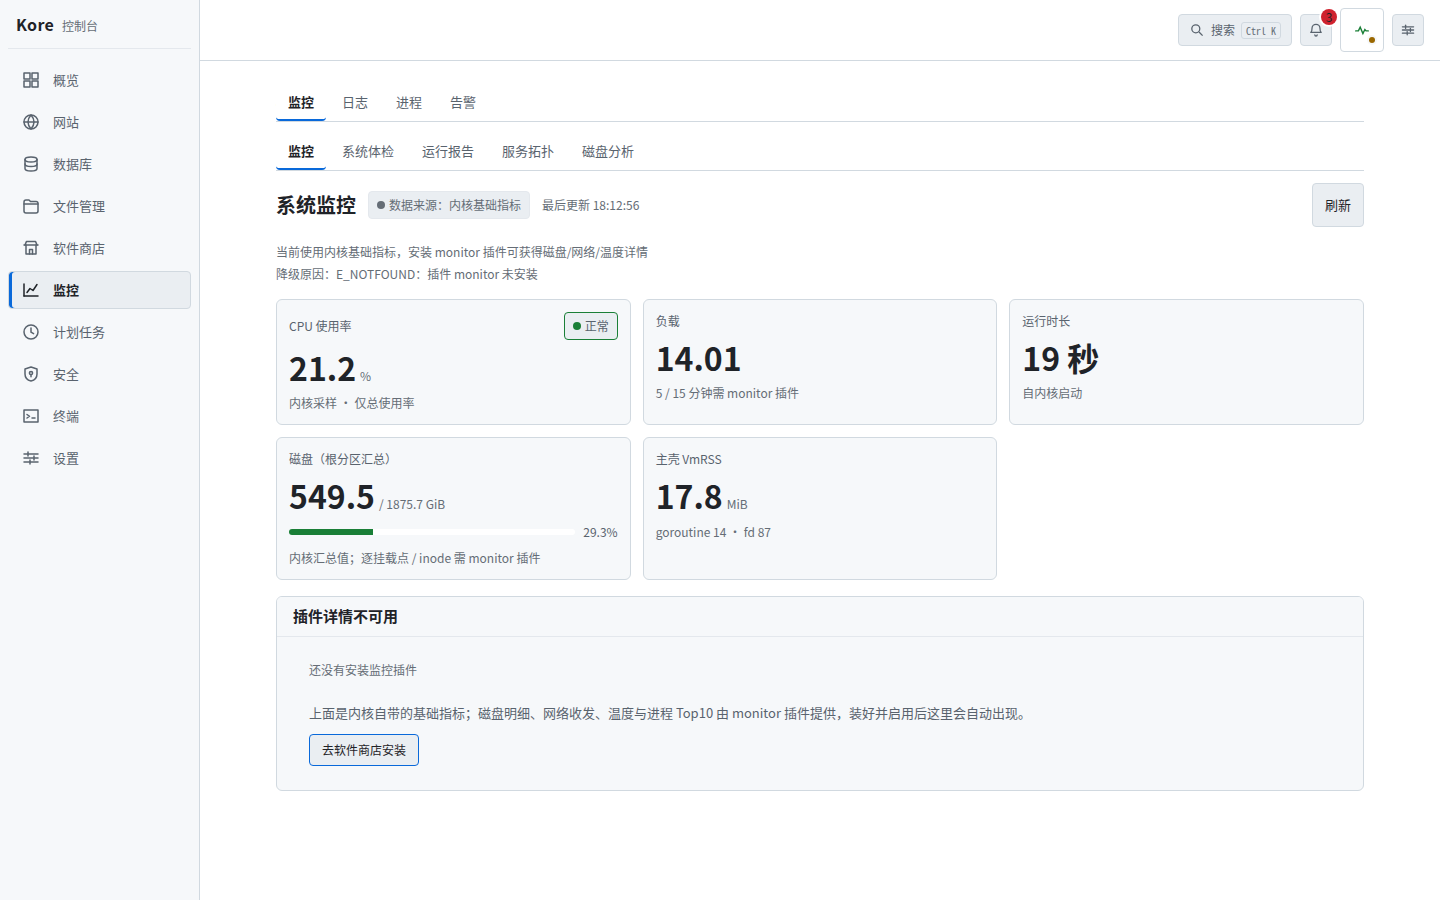 Kore 控制台
搜索 Ctrl K
3
概览
网站
数据库
文件管理
软件商店
监控
计划任务
安全
终端
设置
监控 日志 进程 告警
监控 系统体检 运行报告 服务拓扑 磁盘分析
系统监控 数据来源：内核基础指标 最后更新 18:12:56 刷新
当前使用内核基础指标，安装 monitor 插件可获得磁盘/网络/温度详情
降级原因：E_NOTFOUND：插件 monitor 未安装
CPU 使用率 正常
21.2 %
内核采样 · 仅总使用率
负载
14.01
5 / 15 分钟需 monitor 插件
运行时长
19 秒
自内核启动
磁盘（根分区汇总）
549.5 / 1875.7 GiB
29.3%
内核汇总值；逐挂载点 / inode 需 monitor 插件
主壳 VmRSS
17.8 MiB
goroutine 14 · fd 87
插件详情不可用
还没有安装监控插件
上面是内核自带的基础指标；磁盘明细、网络收发、温度与进程 Top10 由 monitor 插件提供，装好并启用后这里会自动出现。
去软件商店安装